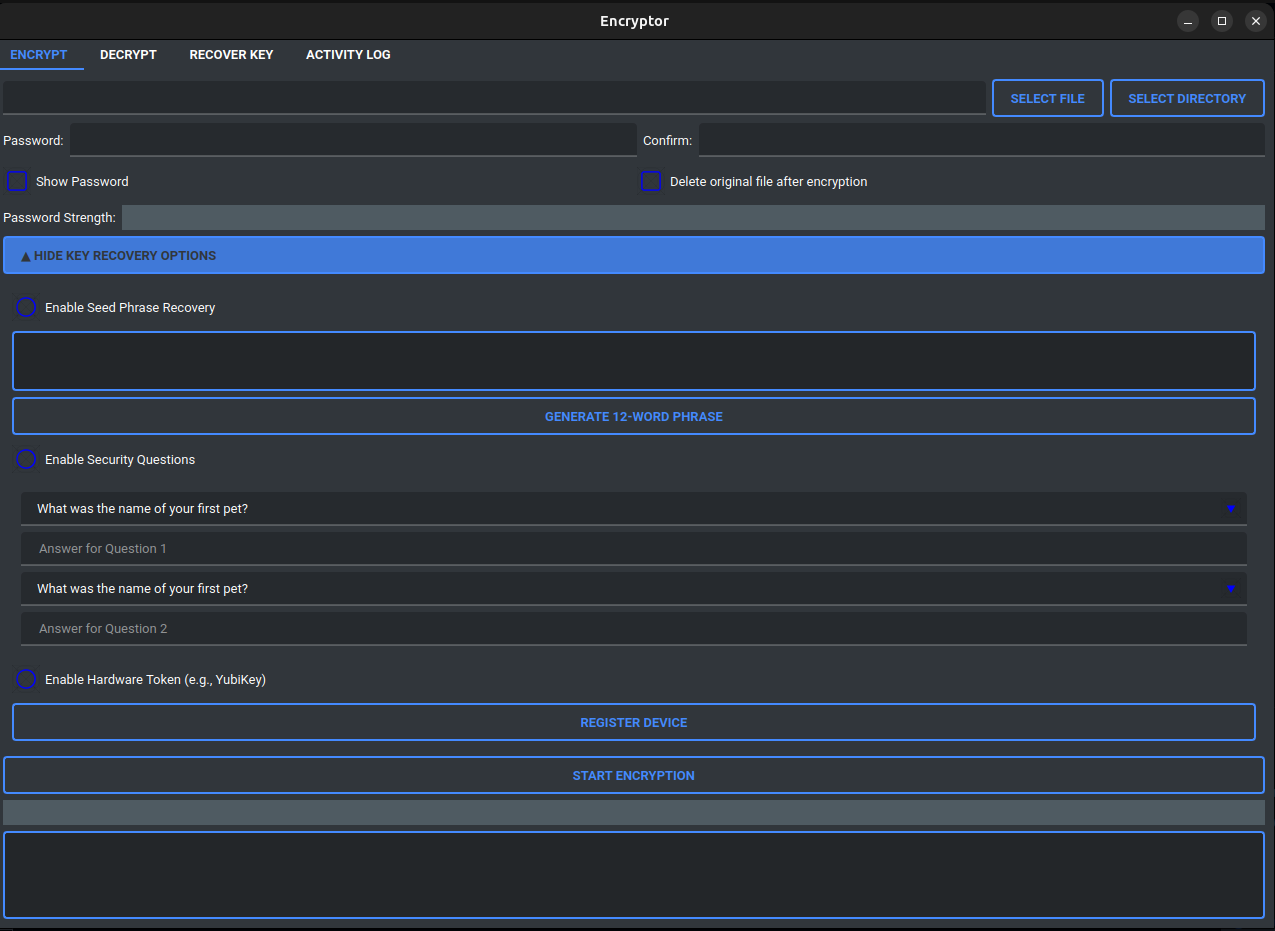 Encryptor
ENCRYPT DECRYPT RECOVER KEY ACTIVITY LOG
SELECT FILE SELECT DIRECTORY
Password: Confirm:
Show Password Delete original file after encryption
Password Strength:
▲ HIDE KEY RECOVERY OPTIONS
Enable Seed Phrase Recovery
GENERATE 12-WORD PHRASE
Enable Security Questions
What was the name of your first pet?
Answer for Question 1
What was the name of your first pet?
Answer for Question 2
Enable Hardware Token (e.g., YubiKey)
REGISTER DEVICE
START ENCRYPTION